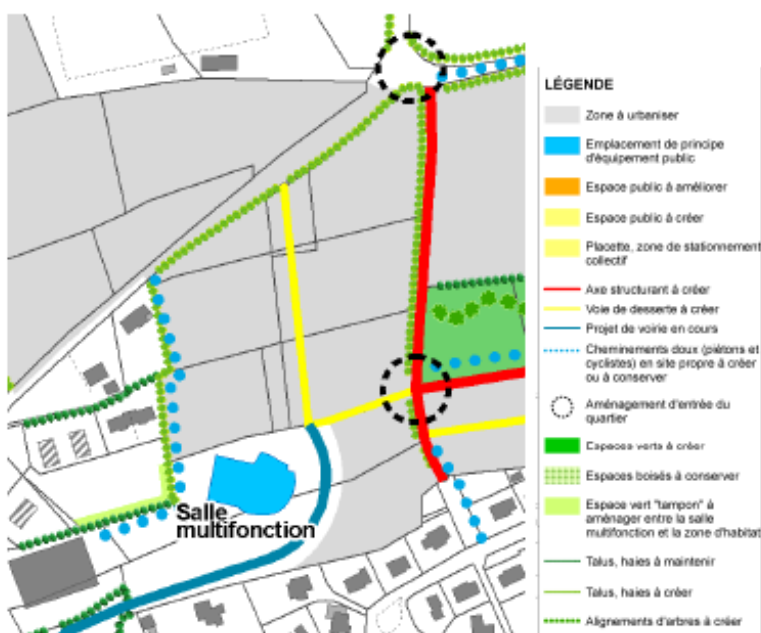 LÉGENDE
Zone à urbaniser
Emplacement de principe
d'équipement public
Espace public à améliorer
Espace public à créer
Placette, zone de stationnement
collectif
Axe structurant à créer
Voie de desserte à créer
Projet de voirie en cours
Cheminements doux (piétons et
cyclistes) en site propre à créer
ou à conserver
Aménagement d'entrée du
quartier
Espaces verts à créer
Espaces boisés à conserver
Espace vert "tampon" à
aménager entre la salle
multifonction et la zone d'habitat
Talus, haies à maintenir
Talus, haies à créer
Alignements d'arbres à créer
Salle
multifonction